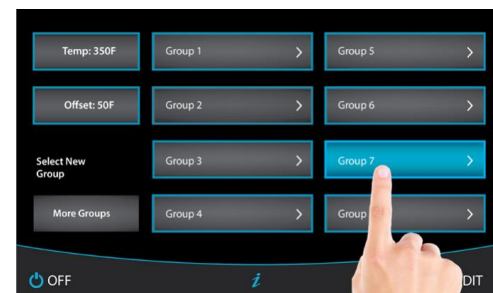 Temp: 350F
Group 1
Group 5
Offset: 50F
Group 2
Group 6
Select New
Group
Group 3
Group 7
More Groups
Group 4
Group
OFF
i